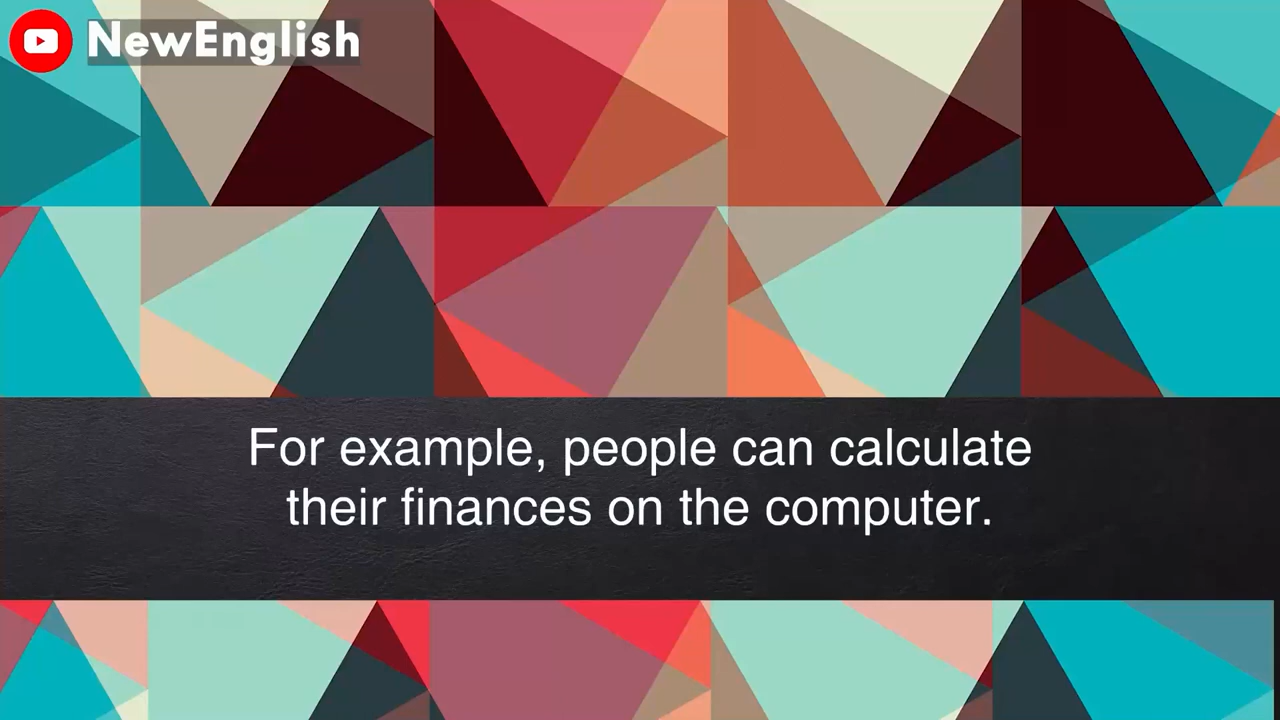 NewEnglish
For example, people can calculate
their finances on the computer.